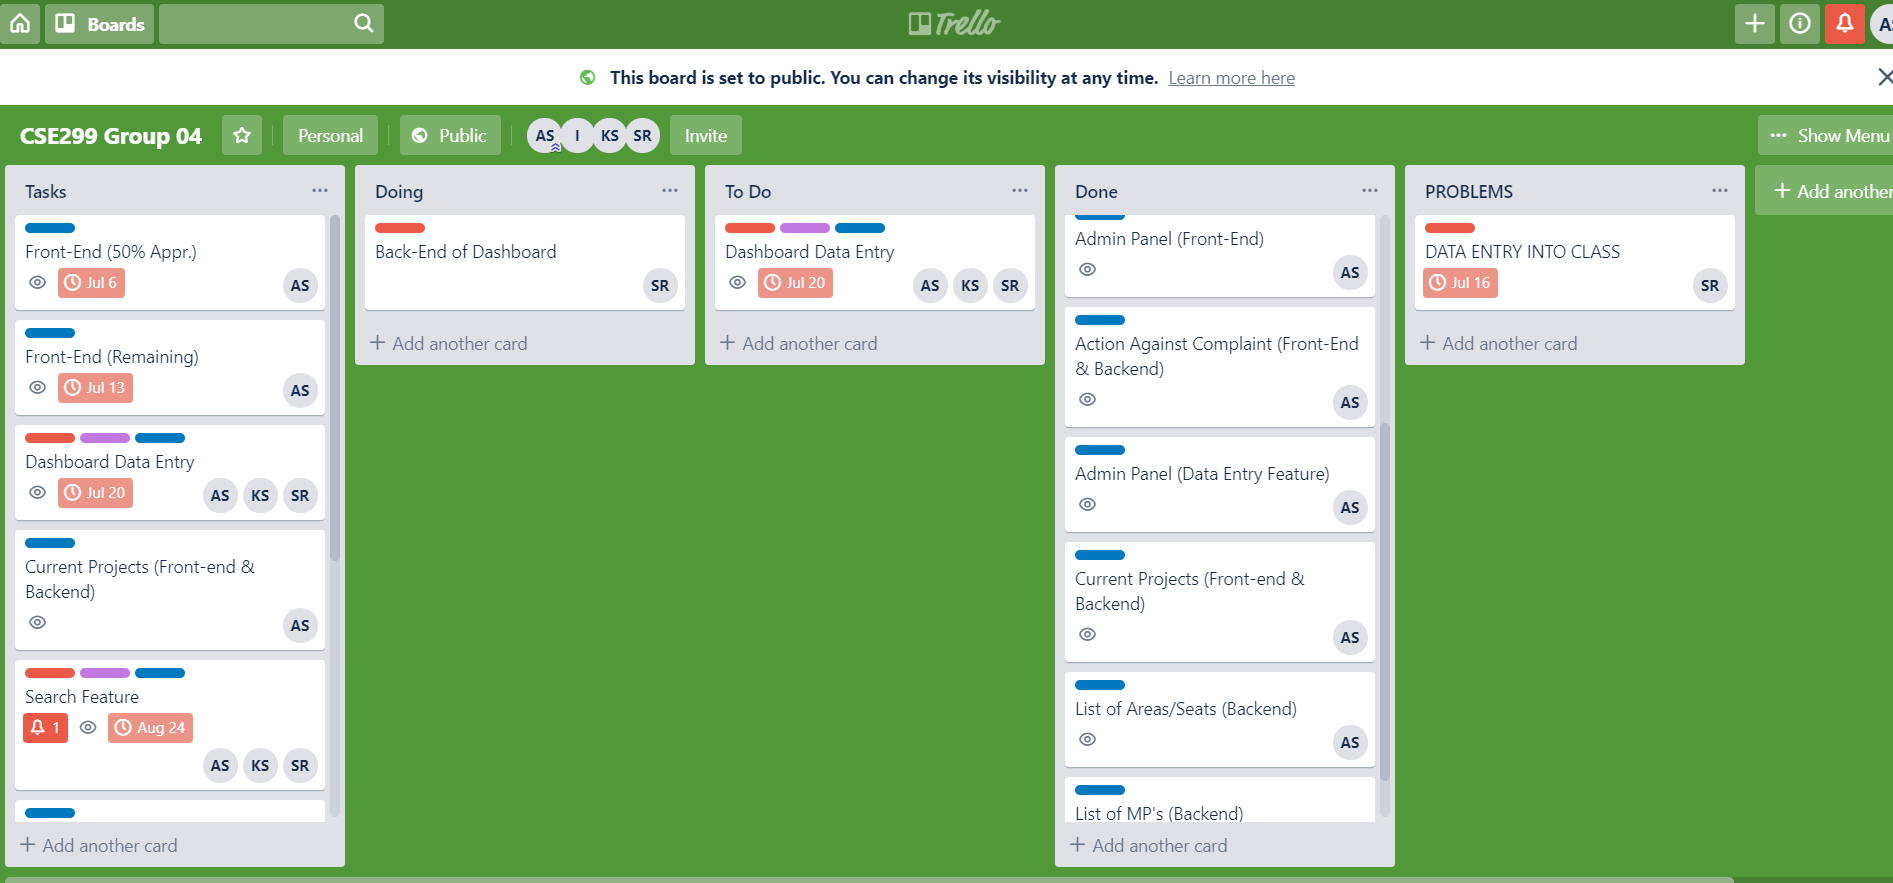 Boards
Trello
AS
This board is set to public. You can change its visibility at any time. Learn more here
CSE299 Group 04
Personal
Public
AS
I
KS
SR
Invite
... Show Menu
Tasks
Front-End (50% Appr.)
Jul 6
AS
Front-End (Remaining)
Jul 13
AS
Dashboard Data Entry
Jul 20
AS KS SR
Current Projects (Front-end &
Backend)
AS
Search Feature
1
Aug 24
AS KS SR
+ Add another card
Doing
Back-End of Dashboard
SR
+ Add another card
To Do
Dashboard Data Entry
Jul 20
AS KS SR
+ Add another card
Done
Admin Panel (Front-End)
AS
Action Against Complaint (Front-End
& Backend)
AS
Admin Panel (Data Entry Feature)
AS
Current Projects (Front-end &
Backend)
AS
List of Areas/Seats (Backend)
AS
List of MP's (Backend)
+ Add another card
PROBLEMS
DATA ENTRY INTO CLASS
Jul 16
SR
+ Add another card
+ Add another